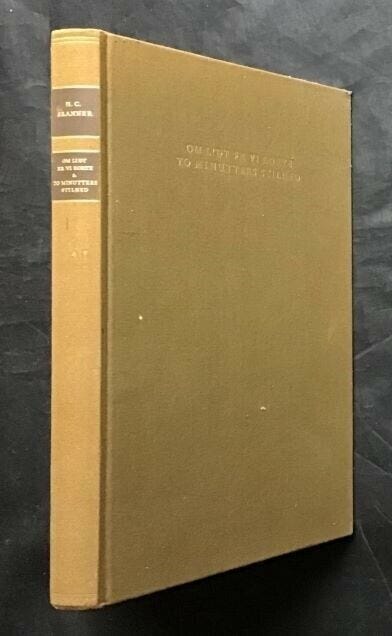 H. C.
BRANNER
OM LIDT
ER VI BORTE
&
TO MINUTTERS
STILHED
OM LIDT ER VI BORTE
TO MINUTTERS STILHED